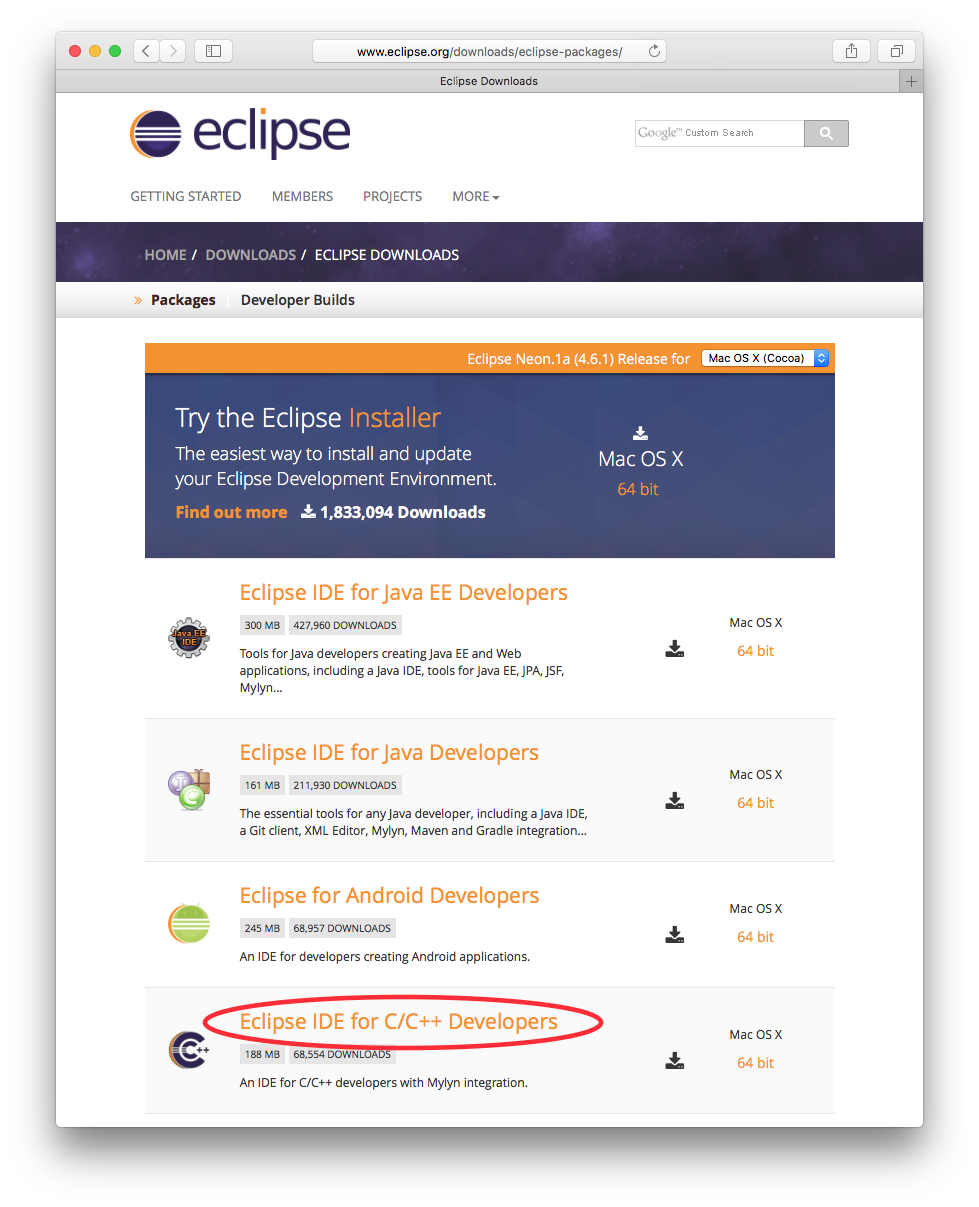 www.eclipse.org/downloads/eclipse-packages/
Eclipse Downloads
eclipse
Google™ Custom Search
GETTING STARTED MEMBERS PROJECTS MORE
HOME / DOWNLOADS / ECLIPSE DOWNLOADS
» Packages Developer Builds
Eclipse Neon.1a (4.6.1) Release for Mac OS X (Cocoa)
Try the Eclipse Installer
The easiest way to install and update
your Eclipse Development Environment.
Find out more 1,833,094 Downloads
Mac OS X
64 bit
Eclipse IDE for Java EE Developers
300 MB 427,960 DOWNLOADS
Tools for Java developers creating Java EE and Web
applications, including a Java IDE, tools for Java EE, JPA, JSF,
Mylyn...
Java EE
IDE
Mac OS X
64 bit
Eclipse IDE for Java Developers
161 MB 211,930 DOWNLOADS
The essential tools for any Java developer, including a Java IDE,
a Git client, XML Editor, Mylyn, Maven and Gradle integration...
J
C
Mac OS X
64 bit
Eclipse for Android Developers
245 MB 68,957 DOWNLOADS
An IDE for developers creating Android applications.
Mac OS X
64 bit
Eclipse IDE for C/C++ Developers
188 MB 68,554 DOWNLOADS
An IDE for C/C++ developers with Mylyn integration.
C++
Mac OS X
64 bit